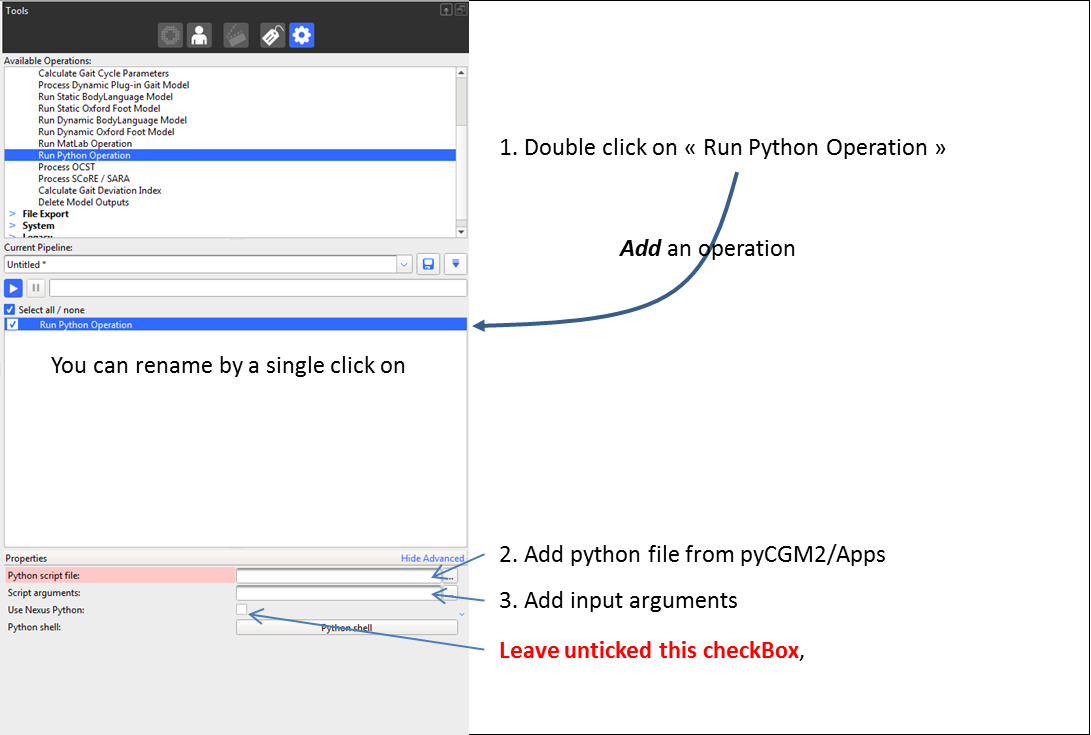 Tools
Available Operations:
Calculate Gait Cycle Parameters
Process Dynamic Plug-in Gait Model
Run Static BodyLanguage Model
Run Static Oxford Foot Model
Run Dynamic BodyLanguage Model
Run Dynamic Oxford Foot Model
Run MatLab Operation
Run Python Operation
Process OCST
Process SCoRE / SARA
Calculate Gait Deviation Index
Delete Model Outputs
> File Export
> System
> Legacy
Current Pipeline:
Untitled *
Select all / none
Run Python Operation
You can rename by a single click on
Properties
Hide Advanced
Python script file:
...
Script arguments:
...
Use Nexus Python:
Python shell:
Python shell
1. Double click on « Run Python Operation »
Add an operation
2. Add python file from pyCGM2/Apps
3. Add input arguments
Leave unticked this checkBox,